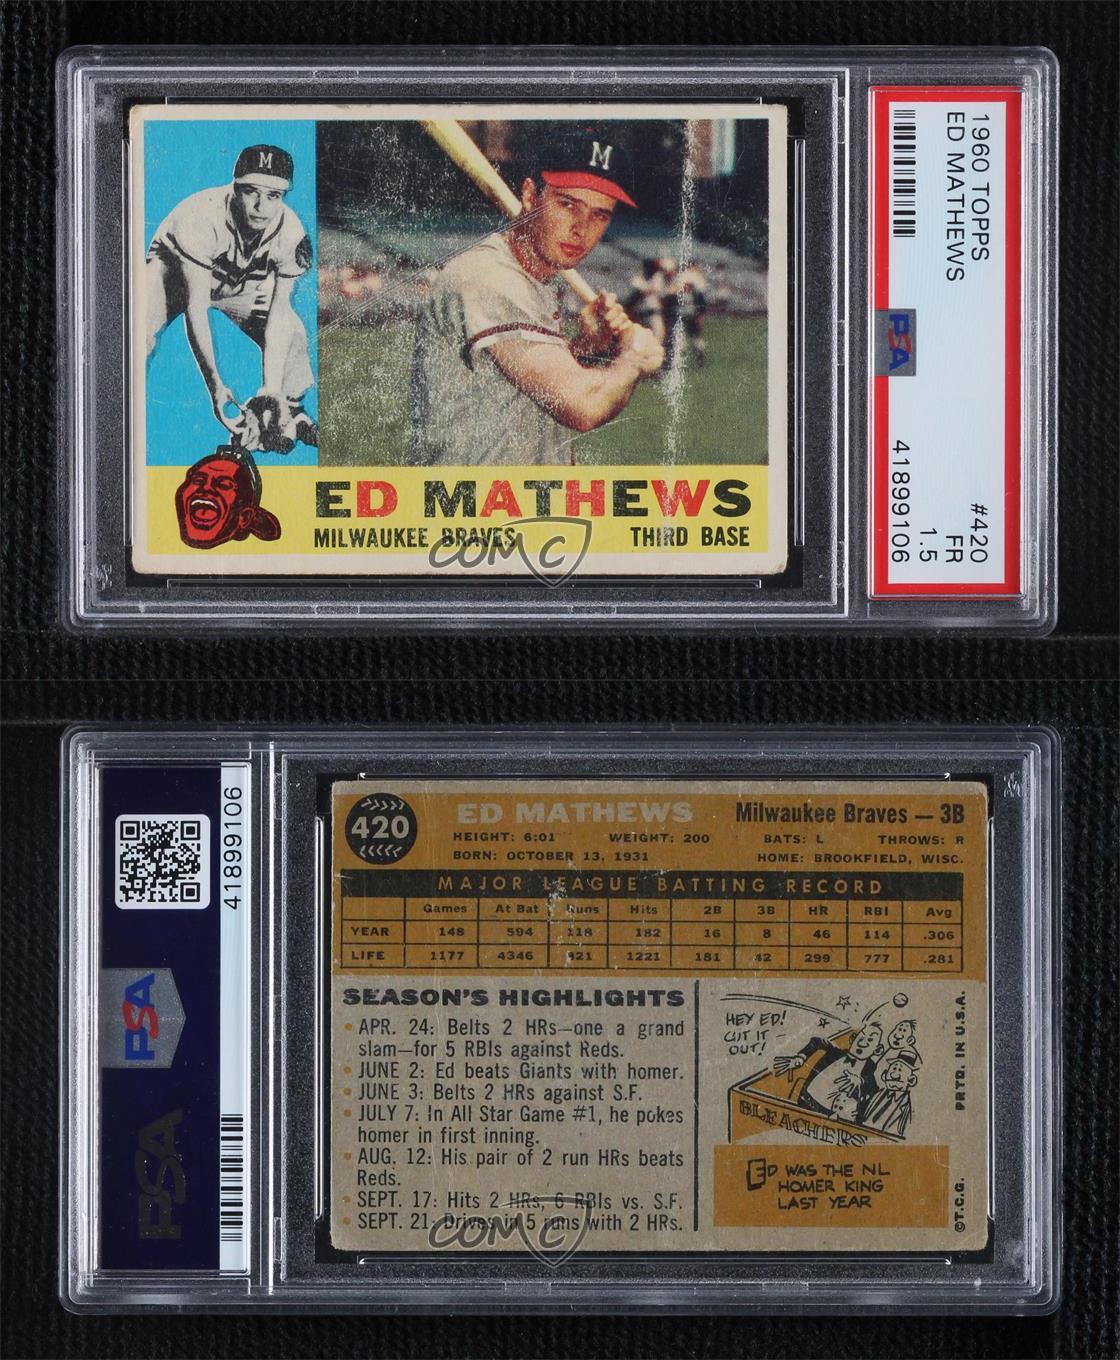 M
M
ED MATHEWS
MILWAUKEE BRAVES THIRD BASE
COMC
1960 TOPPS #420
ED MATHEWS FR
1.5
PSA 41899106
41899106
PSA
PSA
420
ED MATHEWS Milwaukee Braves — 3B
HEIGHT: 6:01 WEIGHT: 200 BATS: L THROWS: R
BORN: OCTOBER 13, 1931 HOME: BROOKFIELD, WISC.
MAJOR LEAGUE BATTING RECORD
Games At Bat Runs Hits 2B 3B HR RBI Avg
YEAR 148 594 118 182 16 8 46 114 .306
LIFE 1177 4346 821 1221 181 42 299 777 .281
SEASON'S HIGHLIGHTS
• APR. 24: Belts 2 HRs—one a grand
slam—for 5 RBIs against Reds.
• JUNE 2: Ed beats Giants with homer.
• JUNE 3: Belts 2 HRs against S.F.
• JULY 7: In All Star Game #1, he pokes
homer in first inning.
• AUG. 12: His pair of 2 run HRs beats
Reds.
• SEPT. 17: Hits 2 HRs, 6 RBIs vs. S.F.
• SEPT. 21: Drives in 5 runs with 2 HRs.
HEY ED!
CUT IT
OUT!
BLEACHERS
ED WAS THE NL
HOMER KING
LAST YEAR
©T.C.G. PRTD. IN U.S.A.
COMC